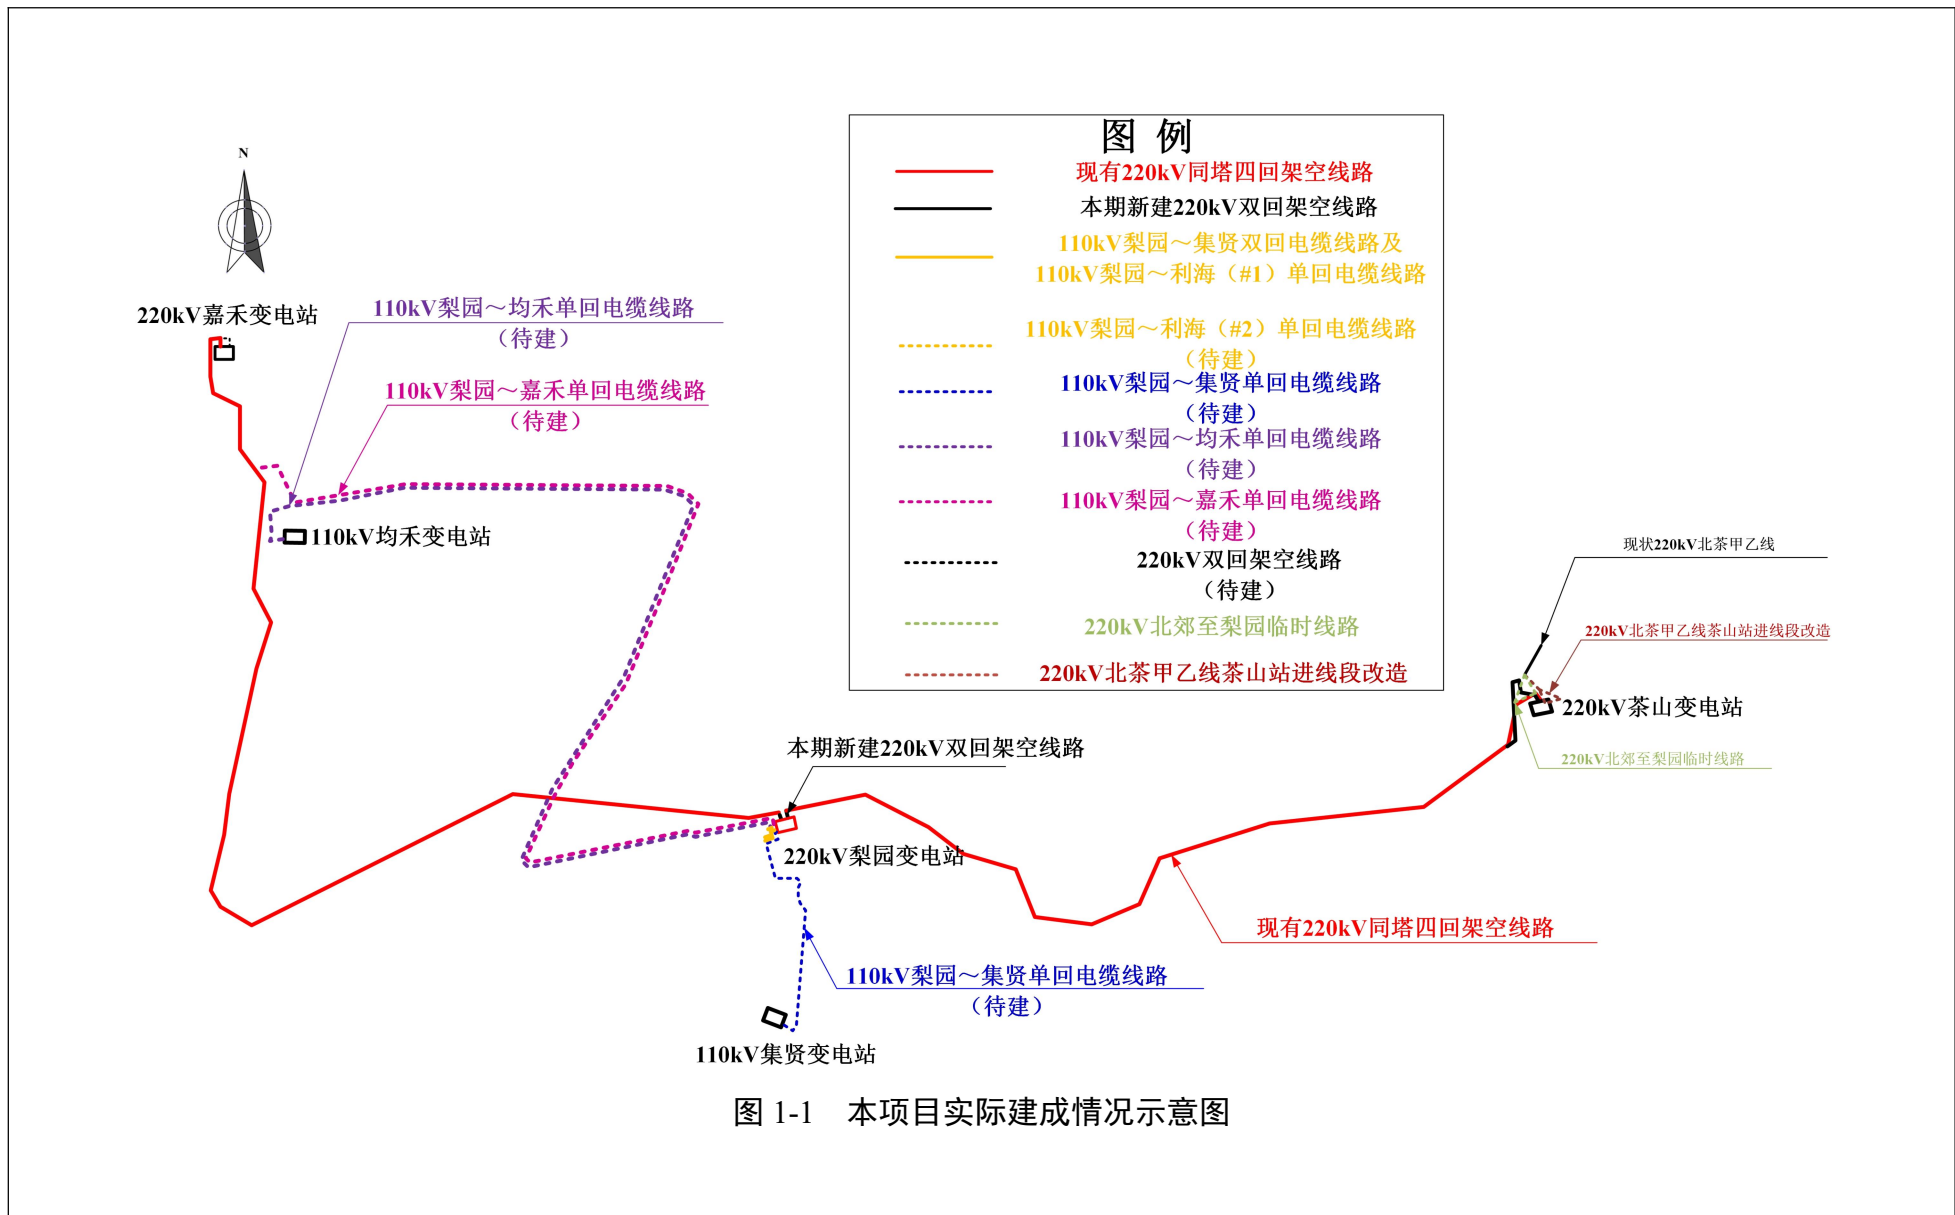 N
图 例
现有220kV同塔四回架空线路
本期新建220kV双回架空线路
110kV梨园～集贤双回电缆线路及
110kV梨园～利海（#1）单回电缆线路
110kV梨园～利海（#2）单回电缆线路
（待建）
110kV梨园～集贤单回电缆线路
（待建）
110kV梨园～均禾单回电缆线路
（待建）
110kV梨园～嘉禾单回电缆线路
（待建）
220kV双回架空线路
（待建）
220kV北郊至梨园临时线路
220kV北茶甲乙线茶山站进线段改造
220kV嘉禾变电站
110kV梨园～均禾单回电缆线路
（待建）
110kV梨园～嘉禾单回电缆线路
（待建）
110kV均禾变电站
现状220kV北茶甲乙线
220kV北茶甲乙线茶山站进线段改造
220kV茶山变电站
220kV北郊至梨园临时线路
本期新建220kV双回架空线路
220kV梨园变电站
现有220kV同塔四回架空线路
110kV梨园～集贤单回电缆线路
（待建）
110kV集贤变电站
图 1-1 本项目实际建成情况示意图